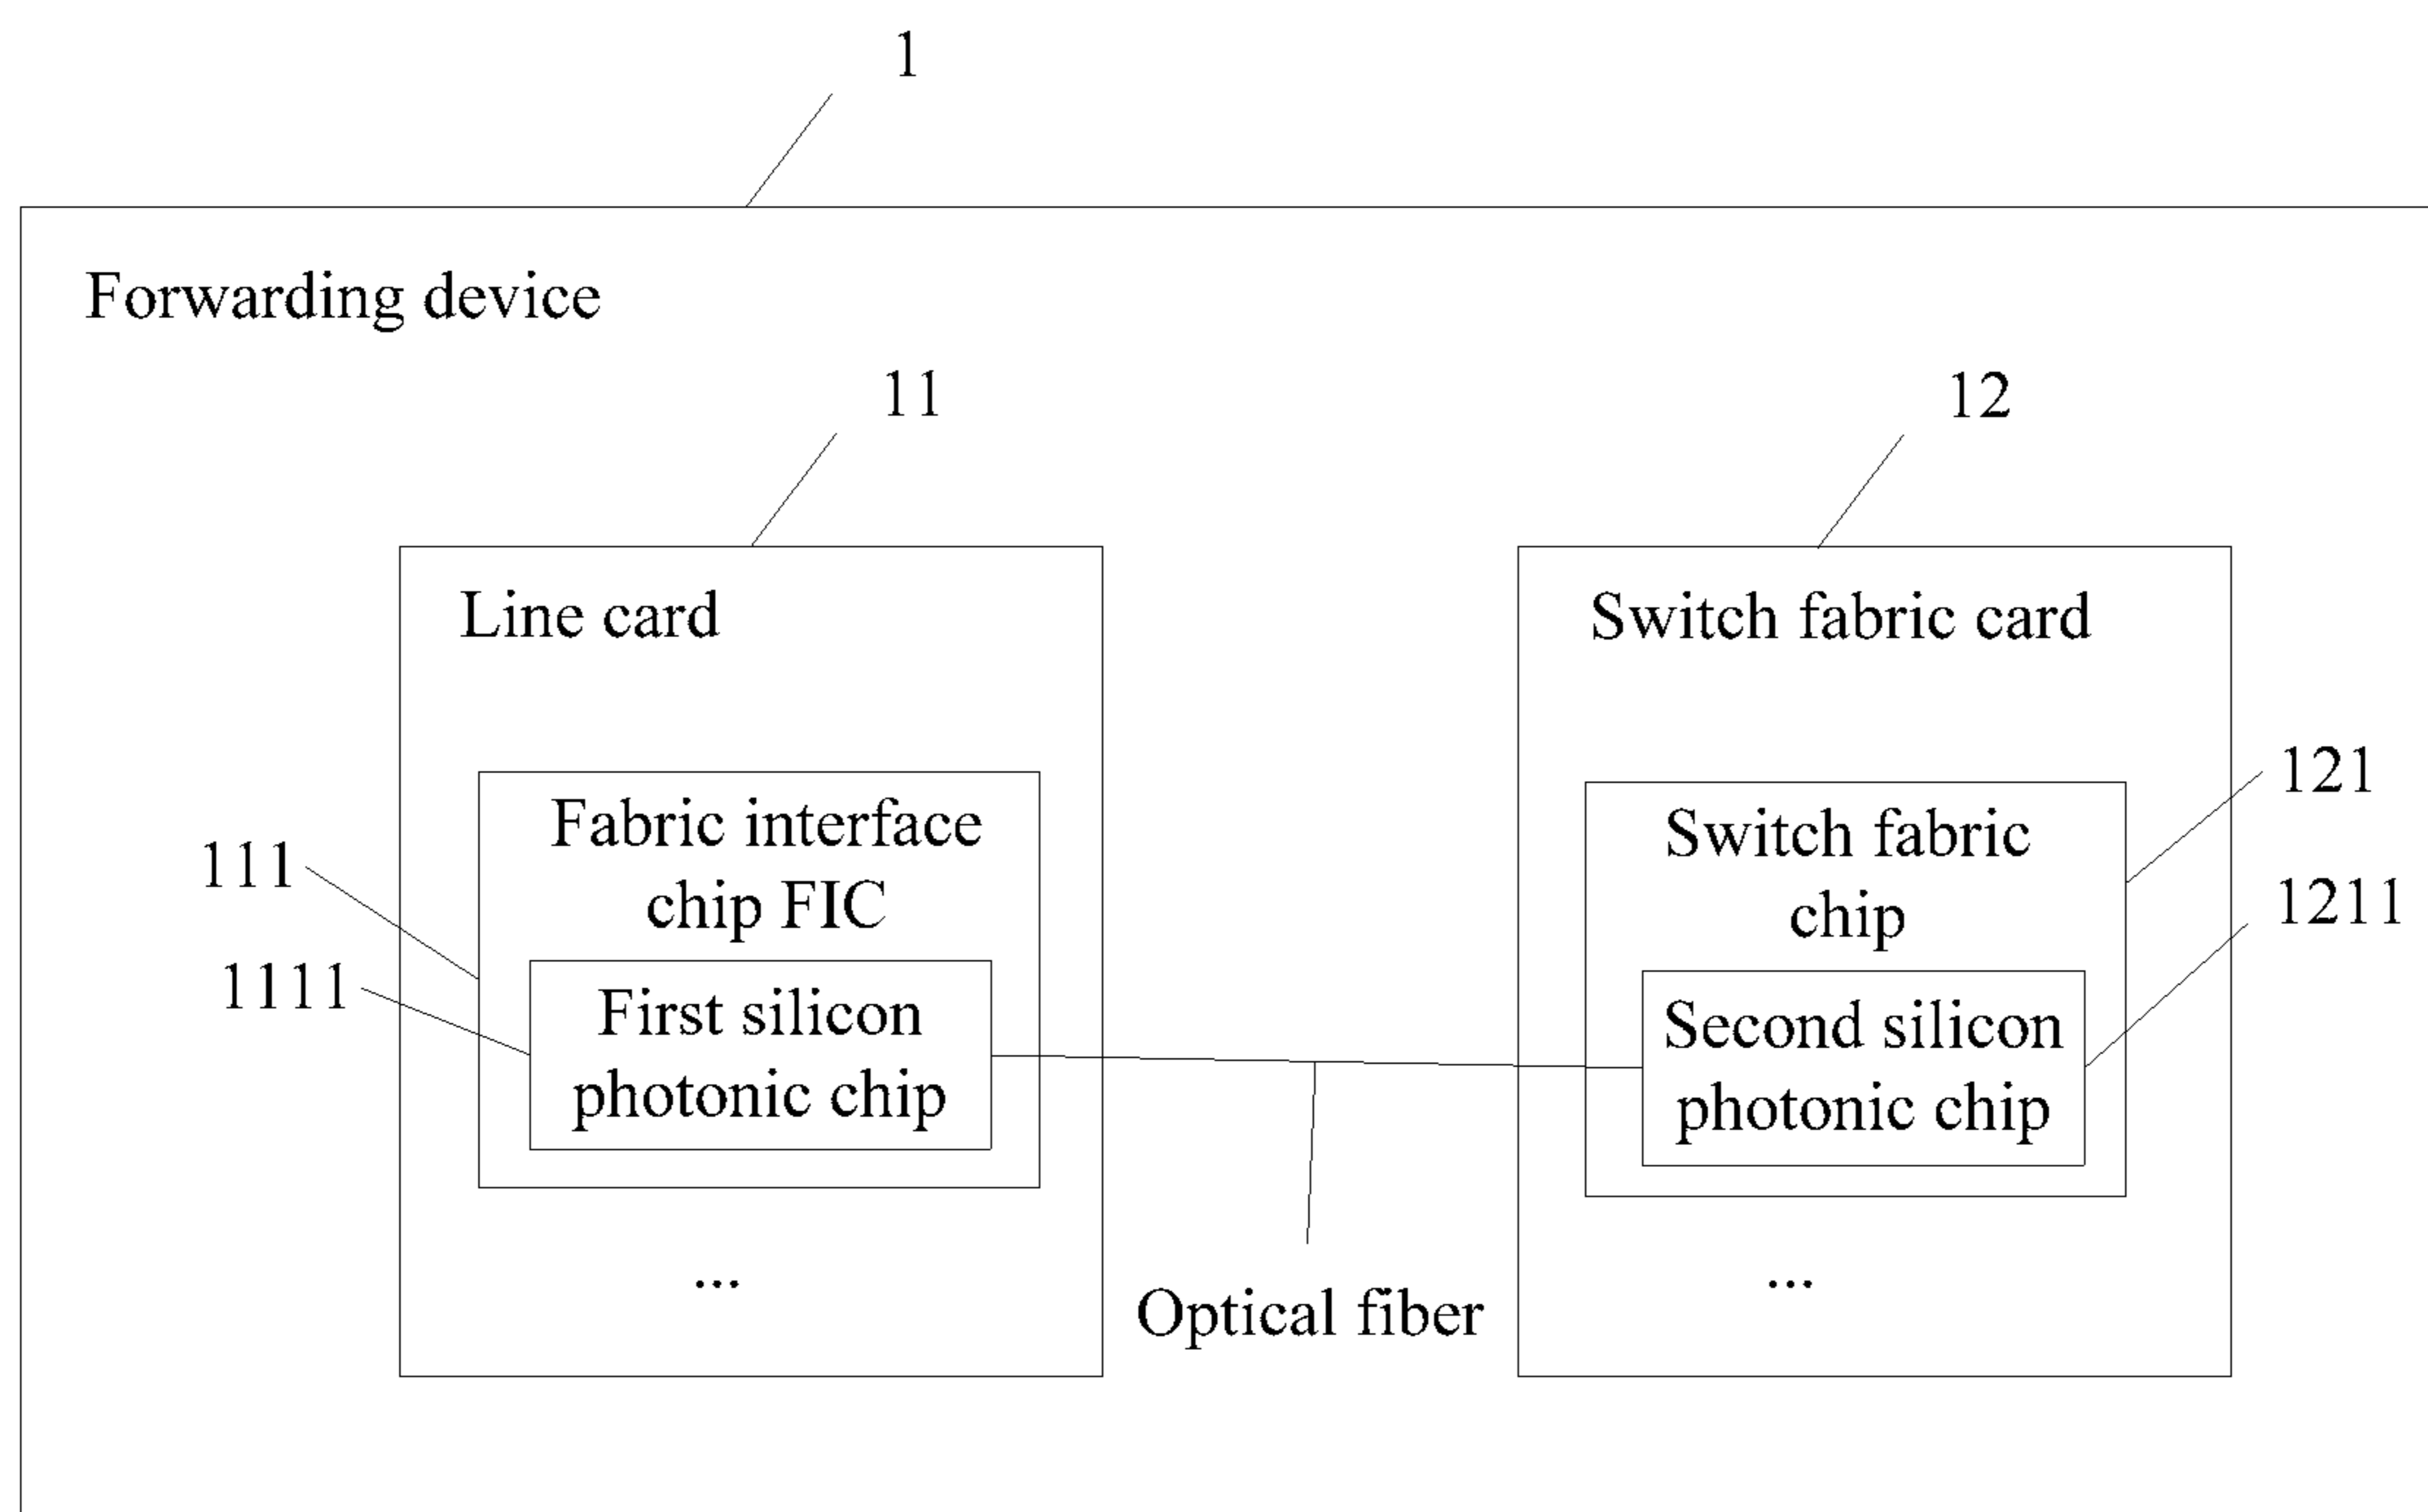 1
Forwarding device
11
12
Line card
Switch fabric card
121
Fabric interface
chip FIC
Switch fabric
chip
111
1211
1111
First silicon
photonic chip
Second silicon
photonic chip
...
...
Optical fiber